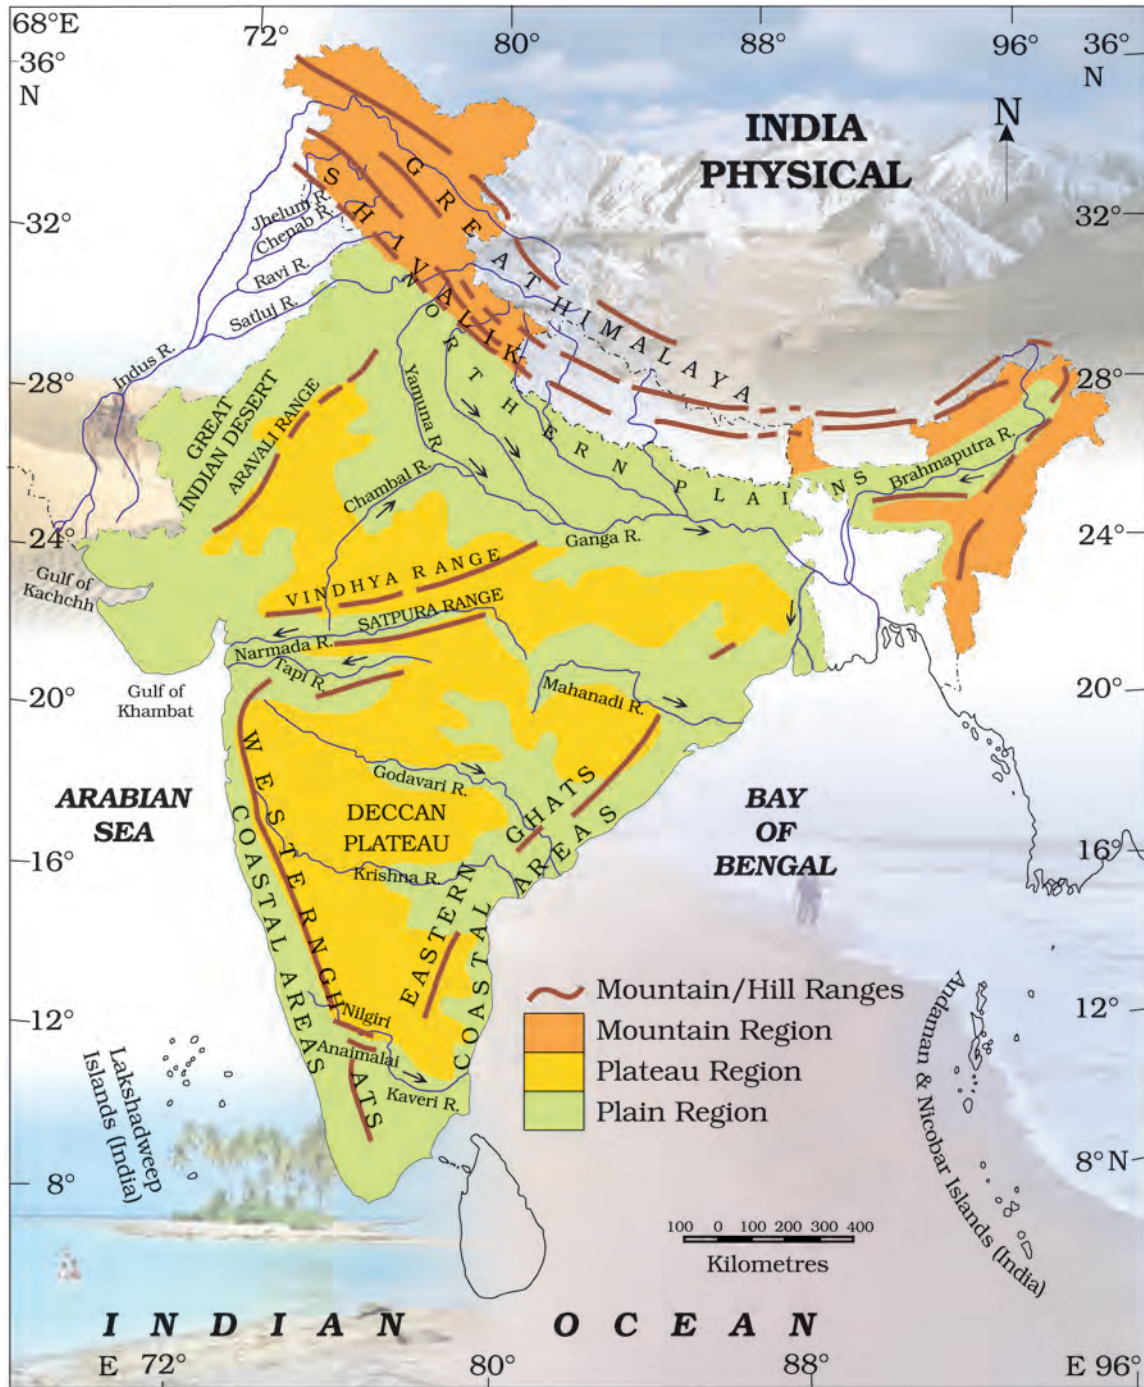 68°E
72°
80°
88°
96°
36°
N
36°
N
N
INDIA
PHYSICAL
GREAT HIMALAYA
SHIVALIK
Jhelum R.
Chenab R.
32°
32°
Ravi R.
Satluj R.
Indus R.
28°
28°
NORTHERN PLAINS
Yamuna R.
GREAT
INDIAN DESERT
ARAVALI RANGE
Brahmaputra R.
Chambal R.
24°
24°
Ganga R.
Gulf of
Kachchh
VINDHYA RANGE
SATPURA RANGE
Narmada R.
Tapi R.
20°
20°
Gulf of
Khambat
Mahanadi R.
WESTERN GHATS
Godavari R.
ARABIAN
SEA
DECCAN
PLATEAU
BAY
OF
BENGAL
16°
16°
Krishna R.
EASTERN GHATS
COASTAL AREAS
COASTAL AREAS
12°
12°
Nilgiri
Anaimalai
Kaveri R.
Mountain/Hill Ranges
Mountain Region
Plateau Region
Plain Region
Lakshadweep
Islands (India)
Andaman & Nicobar Islands (India)
8°
8°N
100 0 100 200 300 400
Kilometres
INDIAN OCEAN
E 72°
80°
88°
E 96°